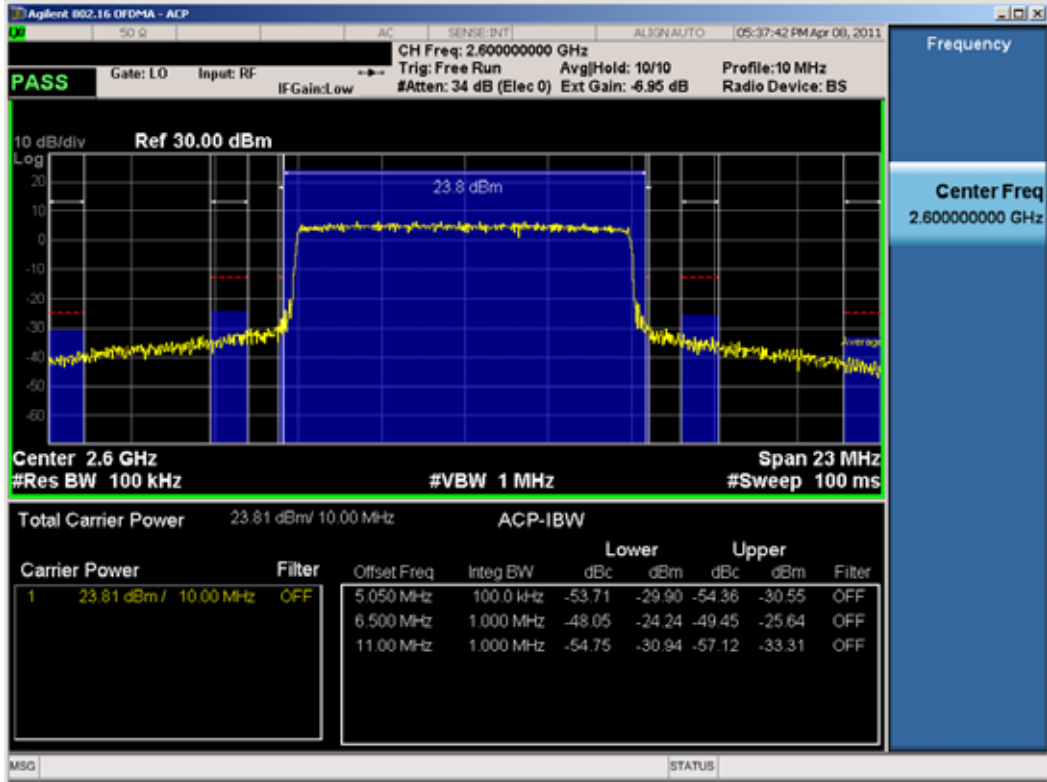 Agilent 802.16 OFDMA - ACP
LXI 50 Ω AC SENSE:INT ALIGN AUTO 05:37:42 PM Apr 08, 2011
Frequency
CH Freq: 2.600000000 GHz
PASS Gate: LO Input: RF Trig: Free Run Avg|Hold: 10/10 Profile:10 MHz
IFGain:Low #Atten: 34 dB (Elec 0) Ext Gain: -6.95 dB Radio Device: BS
10 dB/div Ref 30.00 dBm
Log
23.8 dBm
20
10
0
-10
-20
-30
-40
-50
-60
Average
Center Freq
2.600000000 GHz
Center 2.6 GHz Span 23 MHz
#Res BW 100 kHz #VBW 1 MHz #Sweep 100 ms
Total Carrier Power 23.81 dBm/ 10.00 MHz ACP-IBW
Lower Upper
Carrier Power Filter Offset Freq Integ BW dBc dBm dBc dBm Filter
1 23.81 dBm / 10.00 MHz OFF 5.050 MHz 100.0 kHz -53.71 -29.90 -54.36 -30.55 OFF
6.500 MHz 1.000 MHz -48.05 -24.24 -49.45 -25.64 OFF
11.00 MHz 1.000 MHz -54.75 -30.94 -57.12 -33.31 OFF
MSG STATUS